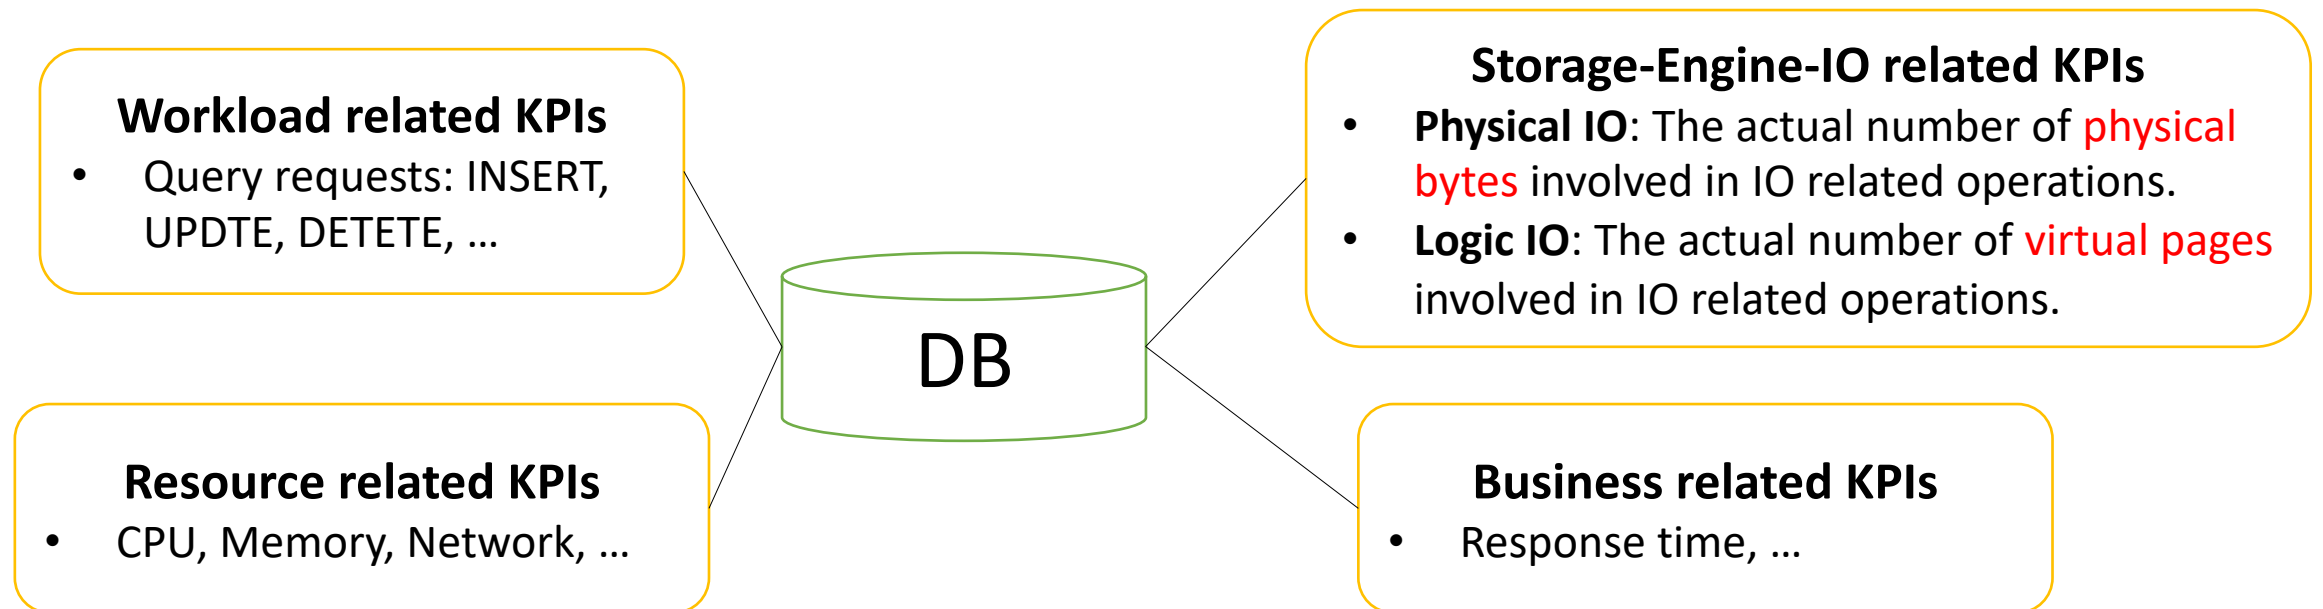 Workload related KPIs
• Query requests: INSERT,
UPDTE, DETETE, ...
Resource related KPIs
• CPU, Memory, Network, ...
DB
Storage-Engine-IO related KPIs
• Physical IO: The actual number of physical
bytes involved in IO related operations.
• Logic IO: The actual number of virtual pages
involved in IO related operations.
Business related KPIs
• Response time, ...